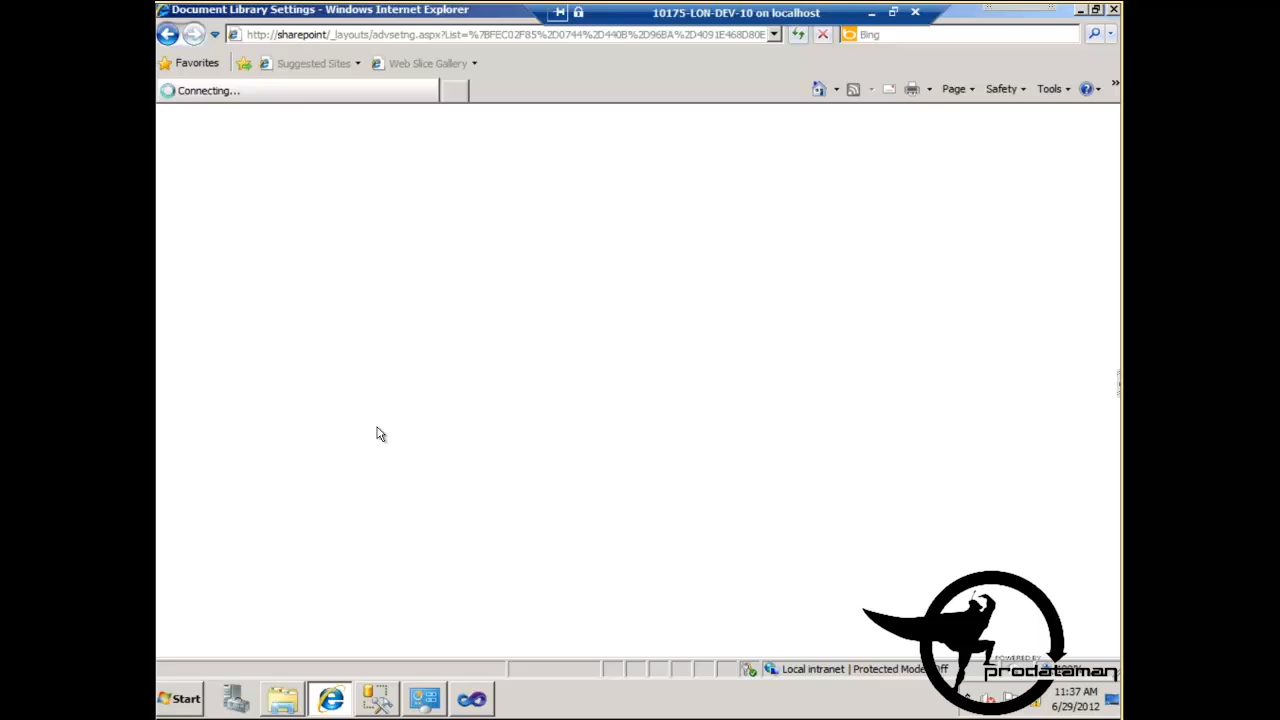 Document Library Settings - Windows Internet Explorer
10175-LON-DEV-10 on localhost
http://sharepoint/_layouts/advsetng.aspx?List=%7BFEC02F85%2D0744%2D440B%2D96BA%2D4091E468D80E
Bing
Favorites
Suggested Sites
Web Slice Gallery
Connecting...
Page
Safety
Tools
Local intranet | Protected Mode: Off
POWERED BY
prodataman
Start
11:37 AM
6/29/2012